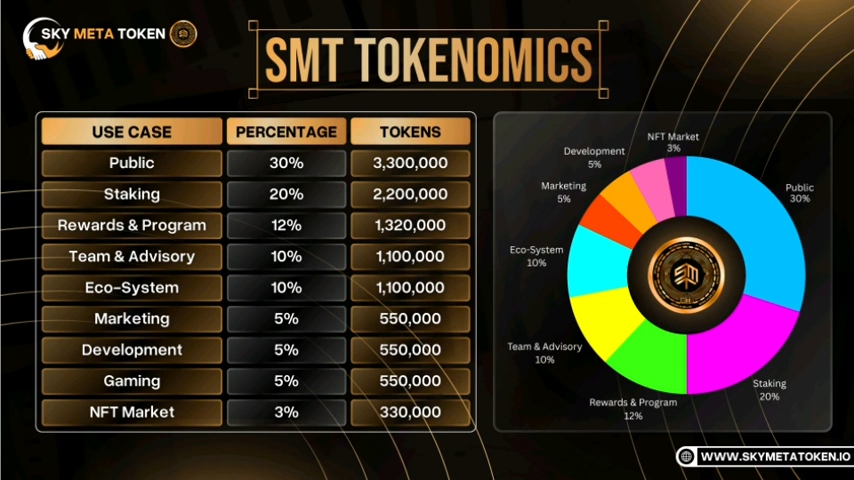 SKY META TOKEN
SMT TOKENOMICS
USE CASE PERCENTAGE TOKENS
Public 30% 3,300,000
Staking 20% 2,200,000
Rewards & Program 12% 1,320,000
Team & Advisory 10% 1,100,000
Eco-System 10% 1,100,000
Marketing 5% 550,000
Development 5% 550,000
Gaming 5% 550,000
NFT Market 3% 330,000
NFT Market
3%
Development
5%
Marketing
5%
Eco-System
10%
Team & Advisory
10%
Rewards & Program
12%
Staking
20%
Public
30%
WWW.SKYMETATOKEN.IO